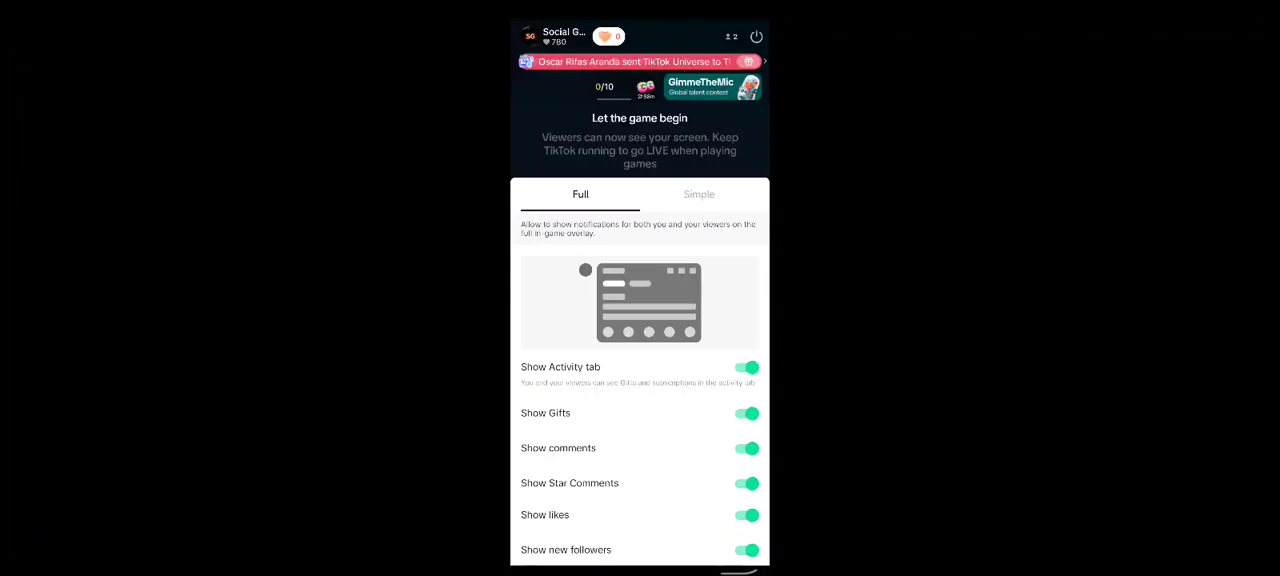 SG
Social G...
780
0
2
Oscar Rifas Aranda sent TikTok Universe to T
0/10
GG
2h 58m
GimmeTheMic
Global talent contest
Let the game begin
Viewers can now see your screen. Keep
TikTok running to go LIVE when playing
games
Full
Simple
Allow to show notifications for both you and your viewers on the
full in-game overlay.
Show Activity tab
You and your viewers can see Gifts and subscriptions in the activity tab
Show Gifts
Show comments
Show Star Comments
Show likes
Show new followers